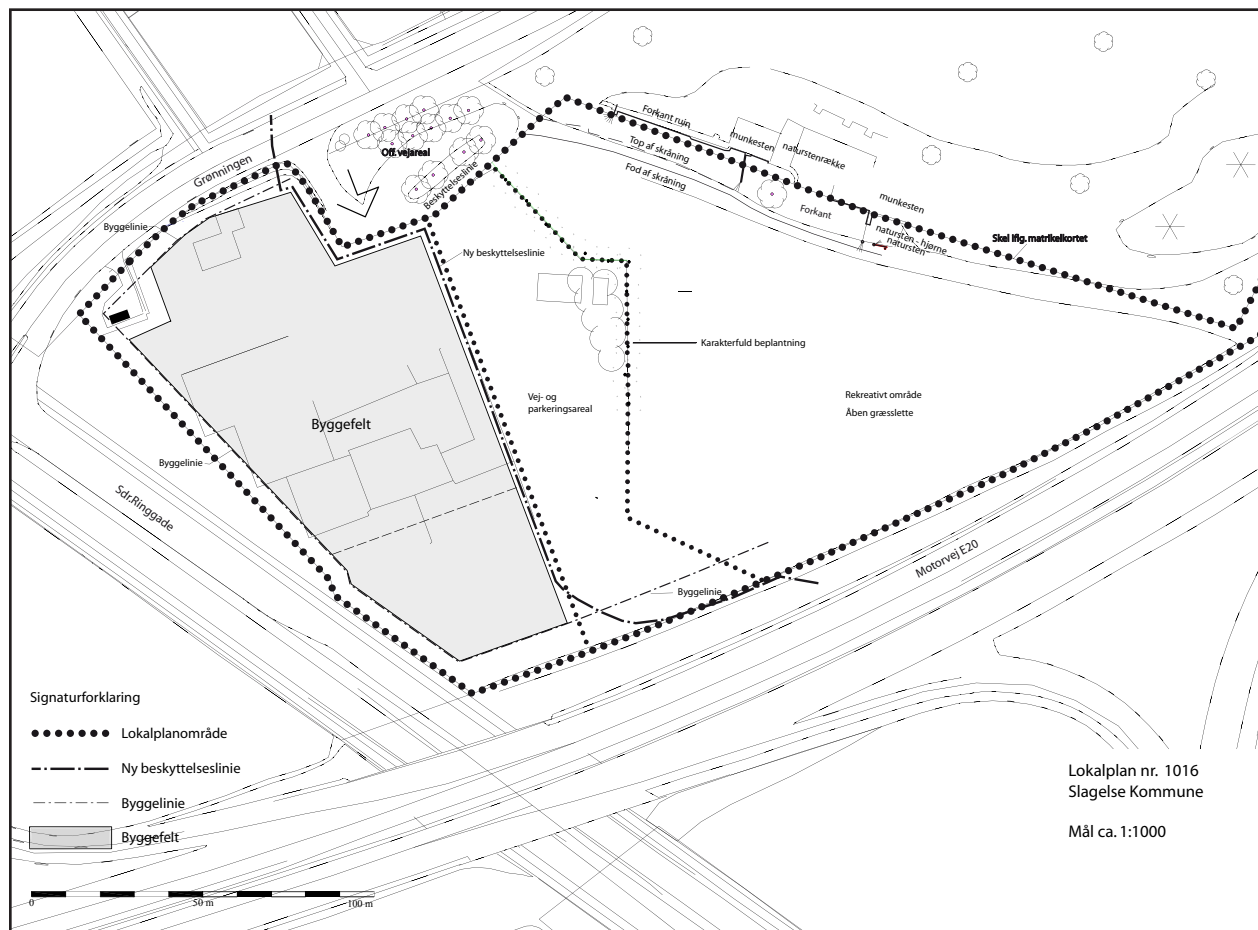 Grønningen
Off. vejareal
Beskyttelseslinie
Forkant ruin
munkesten
naturstenrække
Top af skråning
Fod af skråning
Forkant
munkesten
natursten - hjørne
natursten
Skel iflg. matrikelkortet
Byggelinie
Ny beskyttelseslinie
Karakterfuld beplantning
Vej- og
parkeringsareal
Rekreativt område
Åben græsslette
Byggefelt
Byggelinie
Sdr.Ringgade
Byggelinie
Motorvej E20
Signaturforklaring
Lokalplanområde
Ny beskyttelseslinie
Byggelinie
Byggefelt
0 50 m 100 m
Lokalplan nr. 1016
Slagelse Kommune
Mål ca. 1:1000